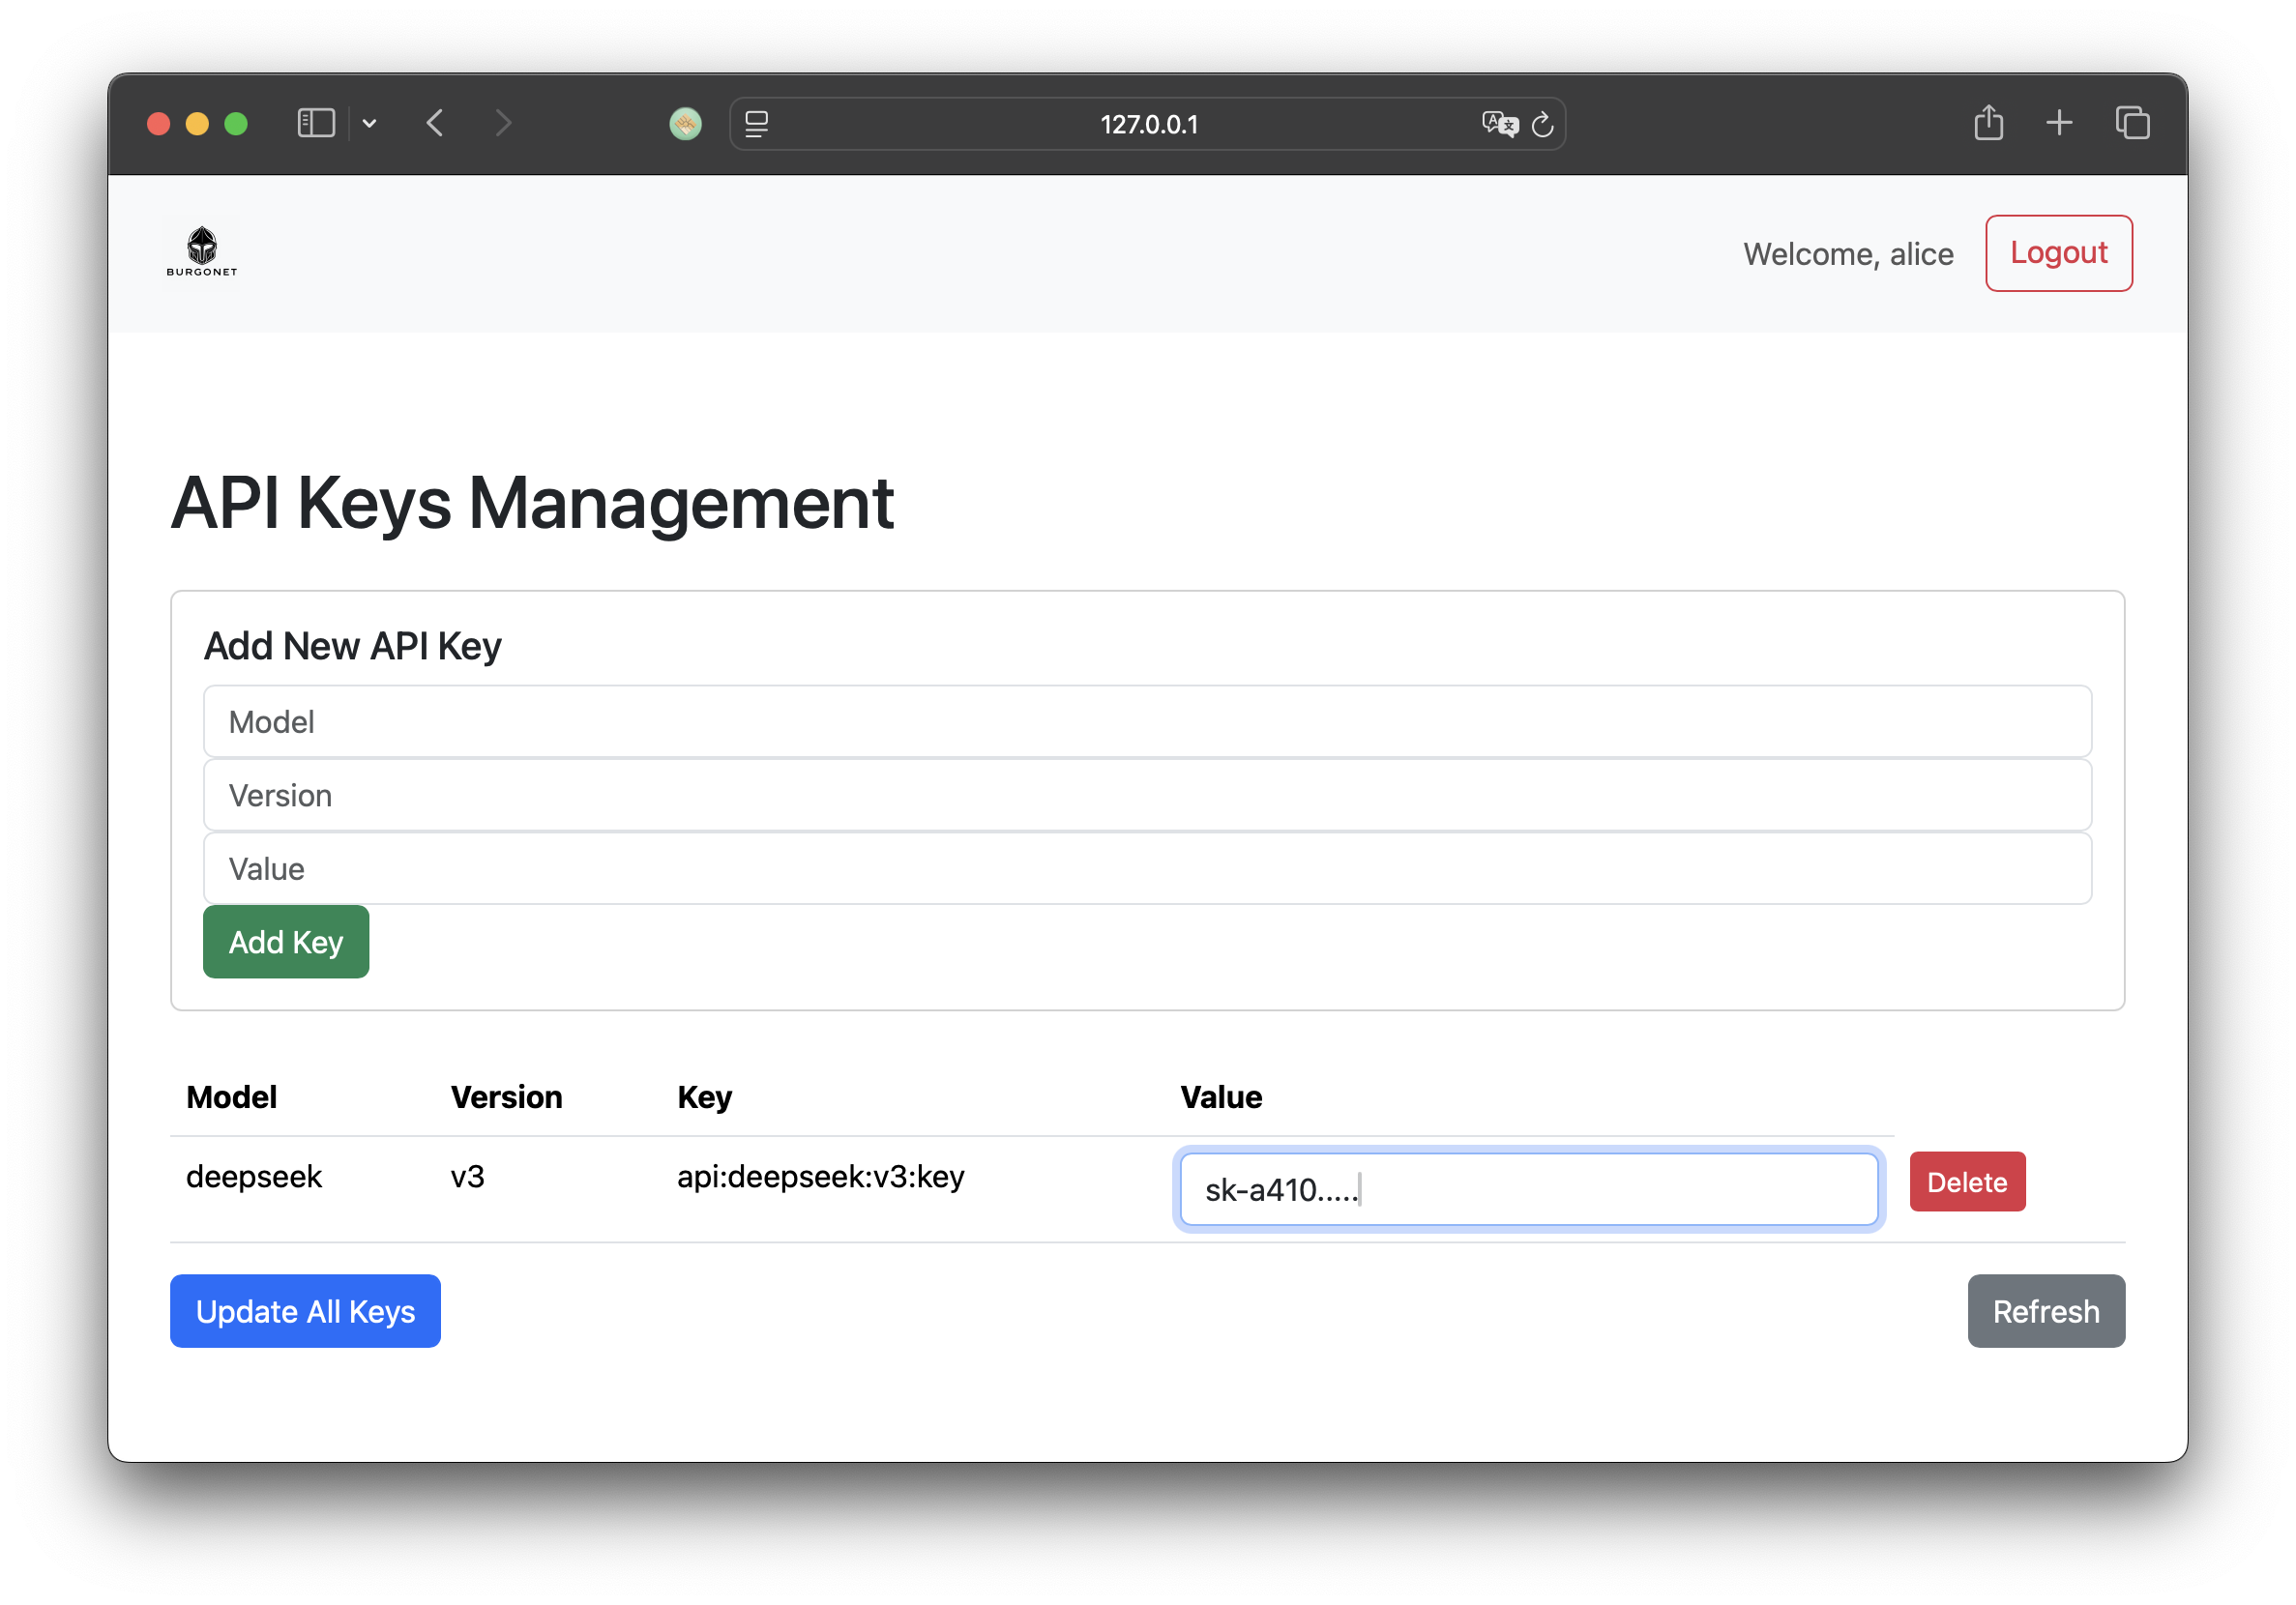 127.0.0.1
BURGONET
Welcome, alice
Logout
API Keys Management
Add New API Key
Model
Version
Value
Add Key
Model Version Key Value
deepseek v3 api:deepseek:v3:key sk-a410..... Delete
Update All Keys Refresh